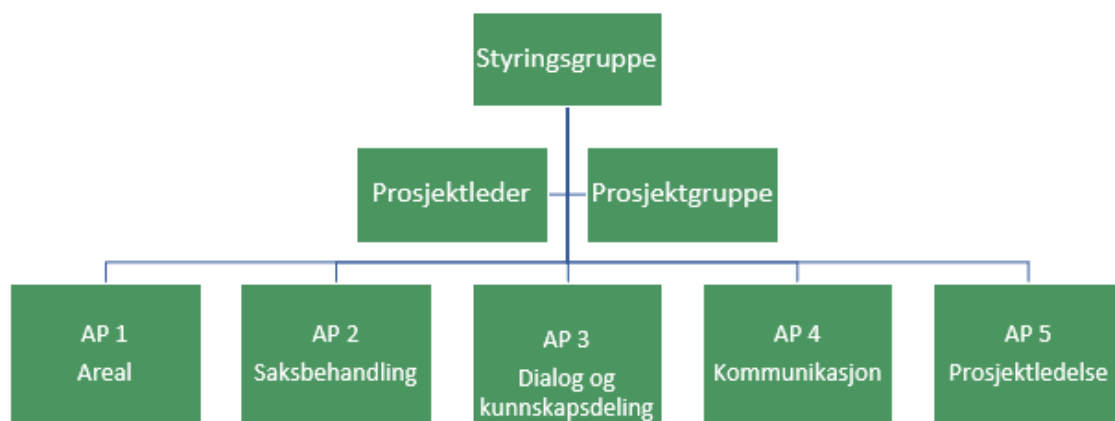 Styringsgruppe
Prosjektleder
Prosjektgruppe
AP 1
Areal
AP 2
Saksbehandling
AP 3
Dialog og
kunnskapsdeling
AP 4
Kommunikasjon
AP 5
Prosjektledelse